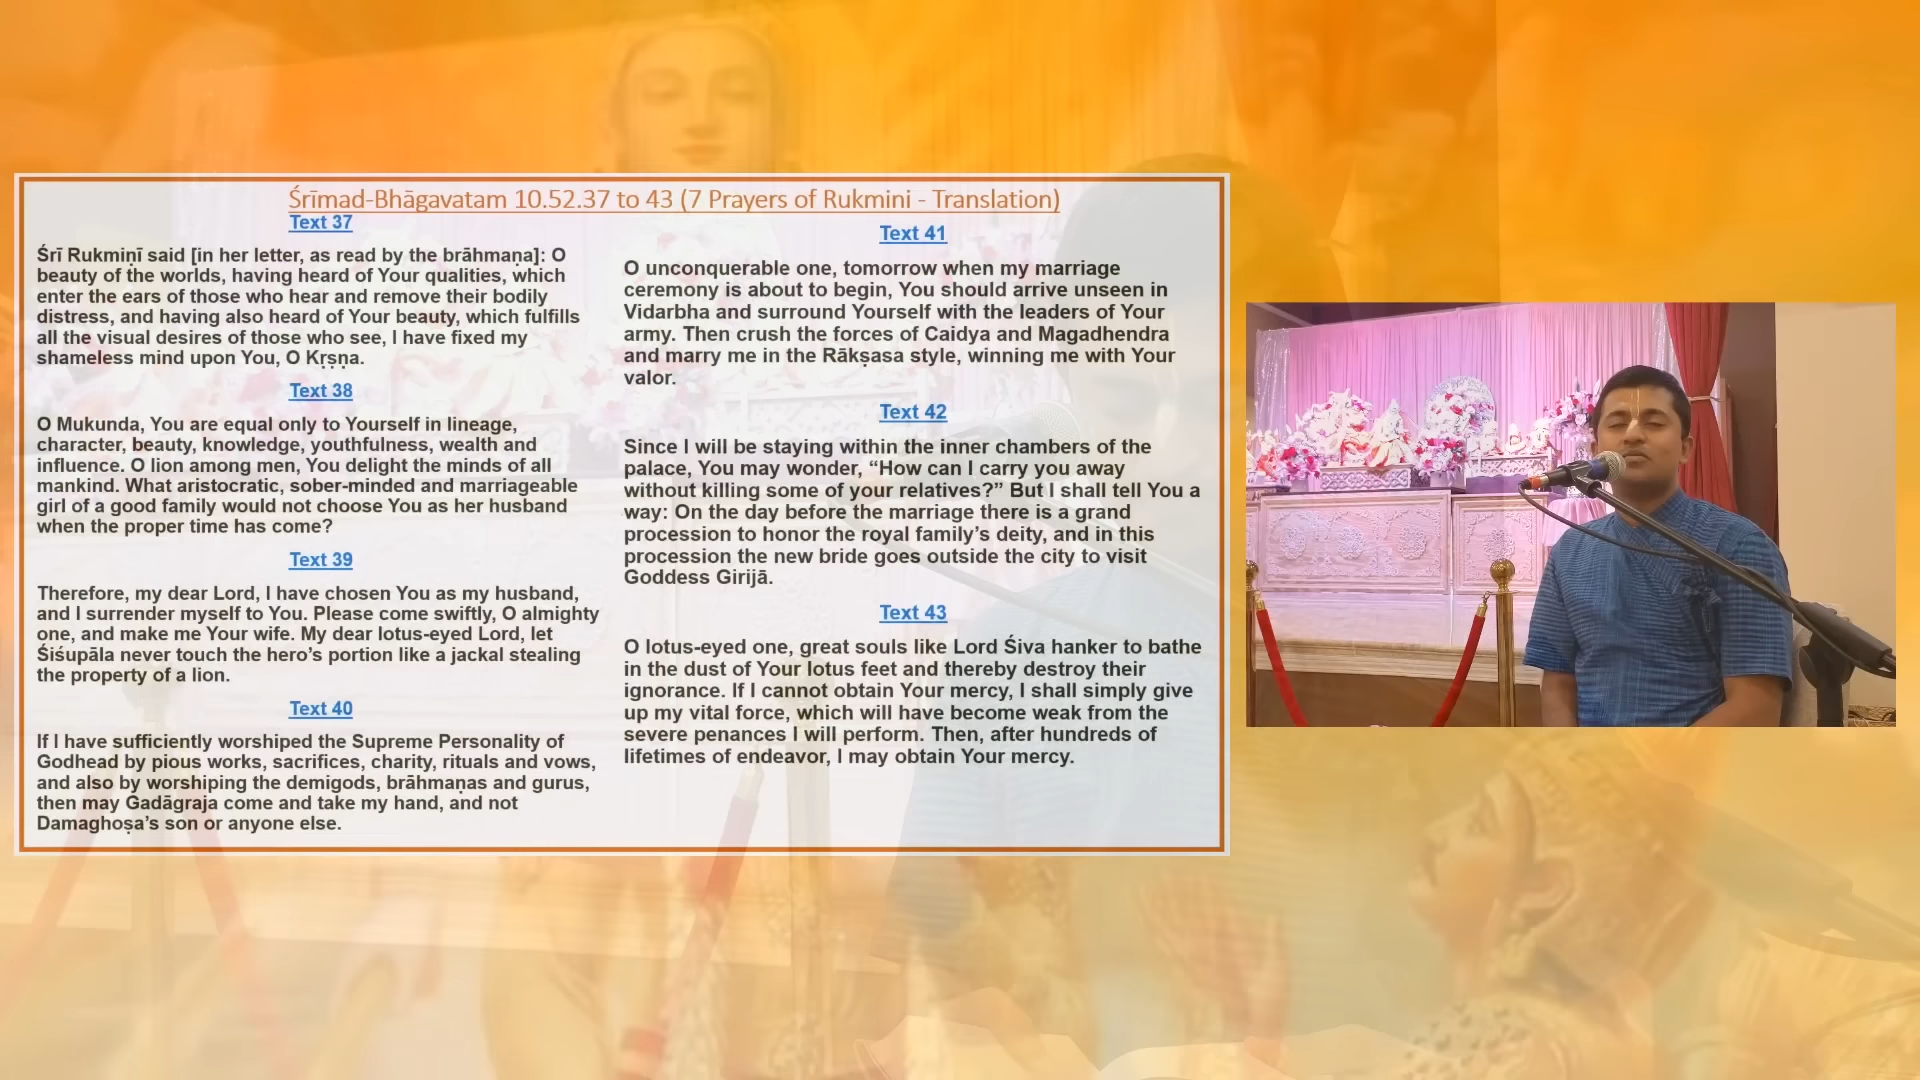 Śrīmad-Bhāgavatam 10.52.37 to 43 (7 Prayers of Rukmini - Translation)
Text 37
Śrī Rukmiṇī said [in her letter, as read by the brāhmaṇa]: O
beauty of the worlds, having heard of Your qualities, which
enter the ears of those who hear and remove their bodily
distress, and having also heard of Your beauty, which fulfills
all the visual desires of those who see, I have fixed my
shameless mind upon You, O Kṛṣṇa.
Text 38
O Mukunda, You are equal only to Yourself in lineage,
character, beauty, knowledge, youthfulness, wealth and
influence. O lion among men, You delight the minds of all
mankind. What aristocratic, sober-minded and marriageable
girl of a good family would not choose You as her husband
when the proper time has come?
Text 39
Therefore, my dear Lord, I have chosen You as my husband,
and I surrender myself to You. Please come swiftly, O almighty
one, and make me Your wife. My dear lotus-eyed Lord, let
Śiśupāla never touch the hero’s portion like a jackal stealing
the property of a lion.
Text 40
If I have sufficiently worshiped the Supreme Personality of
Godhead by pious works, sacrifices, charity, rituals and vows,
and also by worshiping the demigods, brāhmaṇas and gurus,
then may Gadāgraja come and take my hand, and not
Damaghoṣa’s son or anyone else.
Text 41
O unconquerable one, tomorrow when my marriage
ceremony is about to begin, You should arrive unseen in
Vidarbha and surround Yourself with the leaders of Your
army. Then crush the forces of Caidya and Magadhendra
and marry me in the Rākṣasa style, winning me with Your
valor.
Text 42
Since I will be staying within the inner chambers of the
palace, You may wonder, “How can I carry you away
without killing some of your relatives?” But I shall tell You a
way: On the day before the marriage there is a grand
procession to honor the royal family’s deity, and in this
procession the new bride goes outside the city to visit
Goddess Girijā.
Text 43
O lotus-eyed one, great souls like Lord Śiva hanker to bathe
in the dust of Your lotus feet and thereby destroy their
ignorance. If I cannot obtain Your mercy, I shall simply give
up my vital force, which will have become weak from the
severe penances I will perform. Then, after hundreds of
lifetimes of endeavor, I may obtain Your mercy.